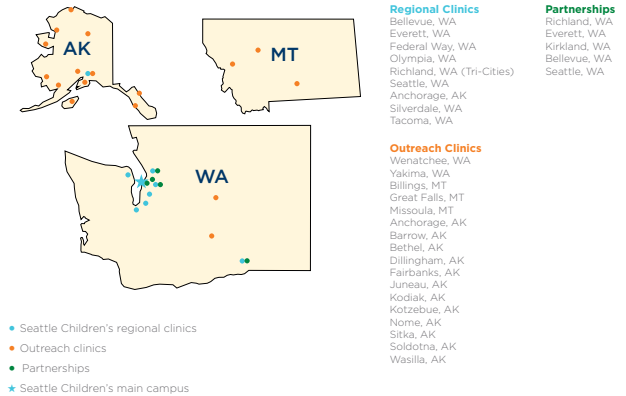 AK
MT
WA
Seattle Children's regional clinics
Outreach clinics
Partnerships
Seattle Children's main campus
Regional Clinics
Bellevue, WA
Everett, WA
Federal Way, WA
Olympia, WA
Richland, WA (Tri-Cities)
Seattle, WA
Anchorage, AK
Silverdale, WA
Tacoma, WA
Outreach Clinics
Wenatchee, WA
Yakima, WA
Billings, MT
Great Falls, MT
Missoula, MT
Anchorage, AK
Barrow, AK
Bethel, AK
Dillingham, AK
Fairbanks, AK
Juneau, AK
Kodiak, AK
Kotzebue, AK
Nome, AK
Sitka, AK
Soldotna, AK
Wasilla, AK
Partnerships
Richland, WA
Everett, WA
Kirkland, WA
Bellevue, WA
Seattle, WA